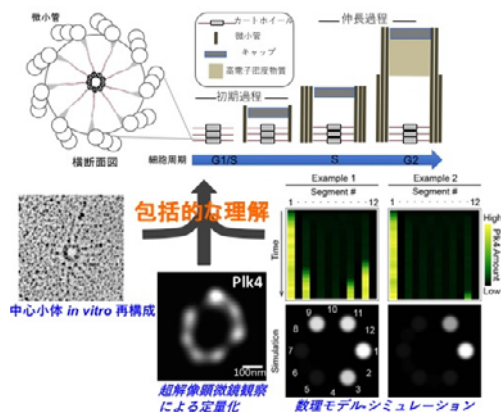 微小管
横断面図
カートホイール
微小管
キャップ
高電子密度物質
伸長過程
初期過程
細胞周期
G1/S
S
G2
包括的な理解
中心小体 in vitro 再構成
Plk4
100nm
超解像顕微鏡観察
による定量化
Example 1
Example 2
Segment #
Segment #
1
12
1
12
Time
High
Plk4Amount
Low
Simulation
9
10
11
8
12
7
1
6
2
5
4
3
数理モデル-シミュレーション